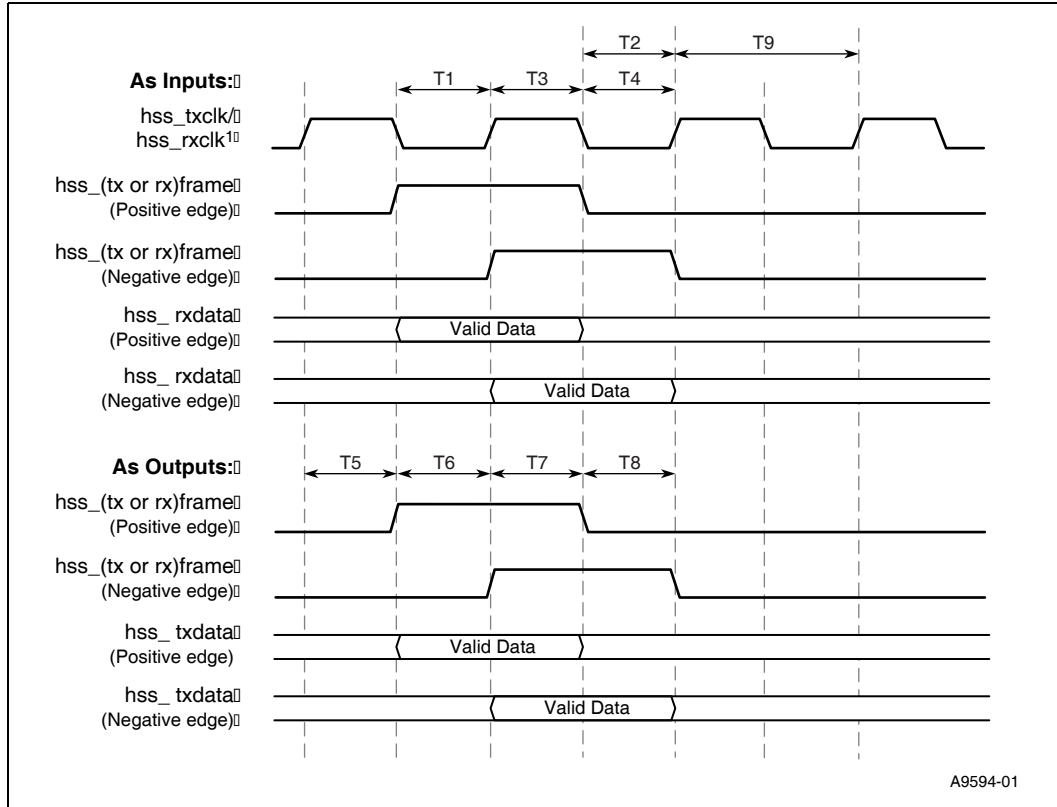 T2 T9
As Inputs:
T1 T3 T4
hss_txclk/
hss_rxclk1
hss_(tx or rx)frame
(Positive edge)
hss_(tx or rx)frame
(Negative edge)
hss_ rxdata
(Positive edge)
Valid Data
hss_ rxdata
(Negative edge)
Valid Data
As Outputs:
T5 T6 T7 T8
hss_(tx or rx)frame
(Positive edge)
hss_(tx or rx)frame
(Negative edge)
hss_ txdata
(Positive edge)
Valid Data
hss_ txdata
(Negative edge)
Valid Data
A9594-01